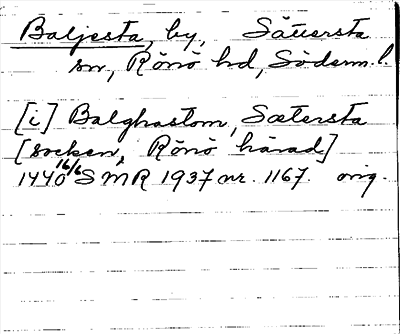 Baljesta, by, Sätersta
sn, Rönö hd, Söderm. l.
[i] Balghastom, Sætersta
[socken, Rönö härad]
1440 16/6 SMR 1937 nr. 1167. orig.